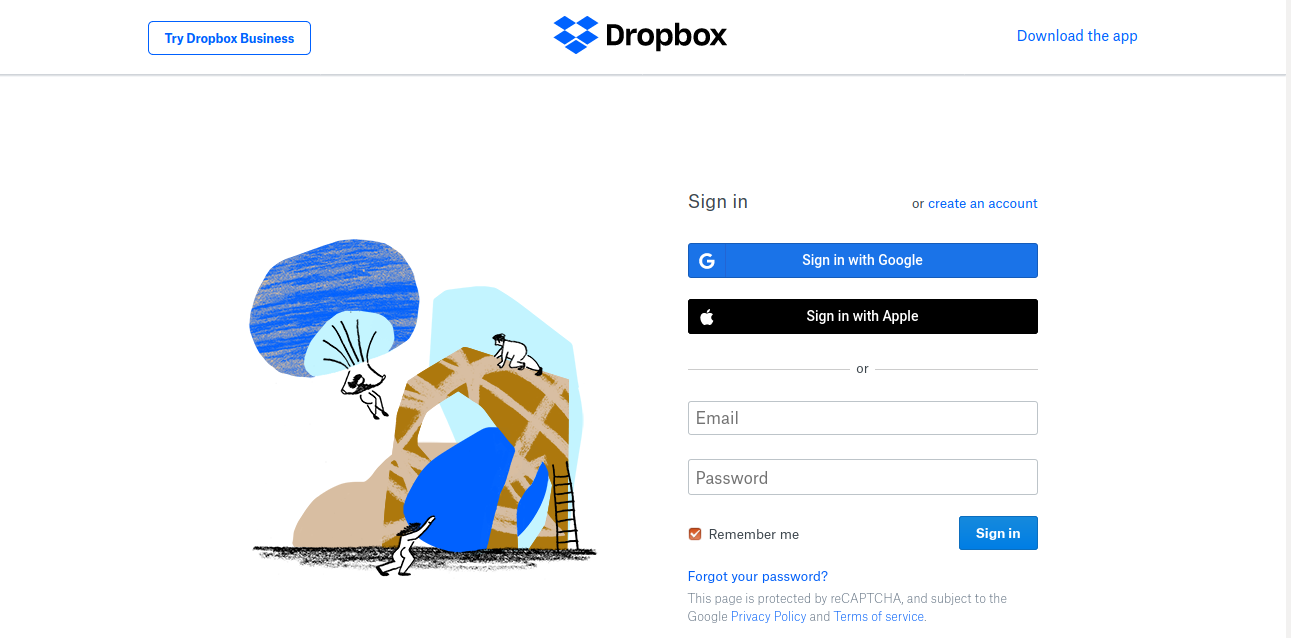 Try Dropbox Business
Dropbox
Download the app
Sign in
or create an account
Sign in with Google
Sign in with Apple
or
Email
Password
Remember me
Sign in
Forgot your password?
This page is protected by reCAPTCHA, and subject to the
Google Privacy Policy and Terms of service.